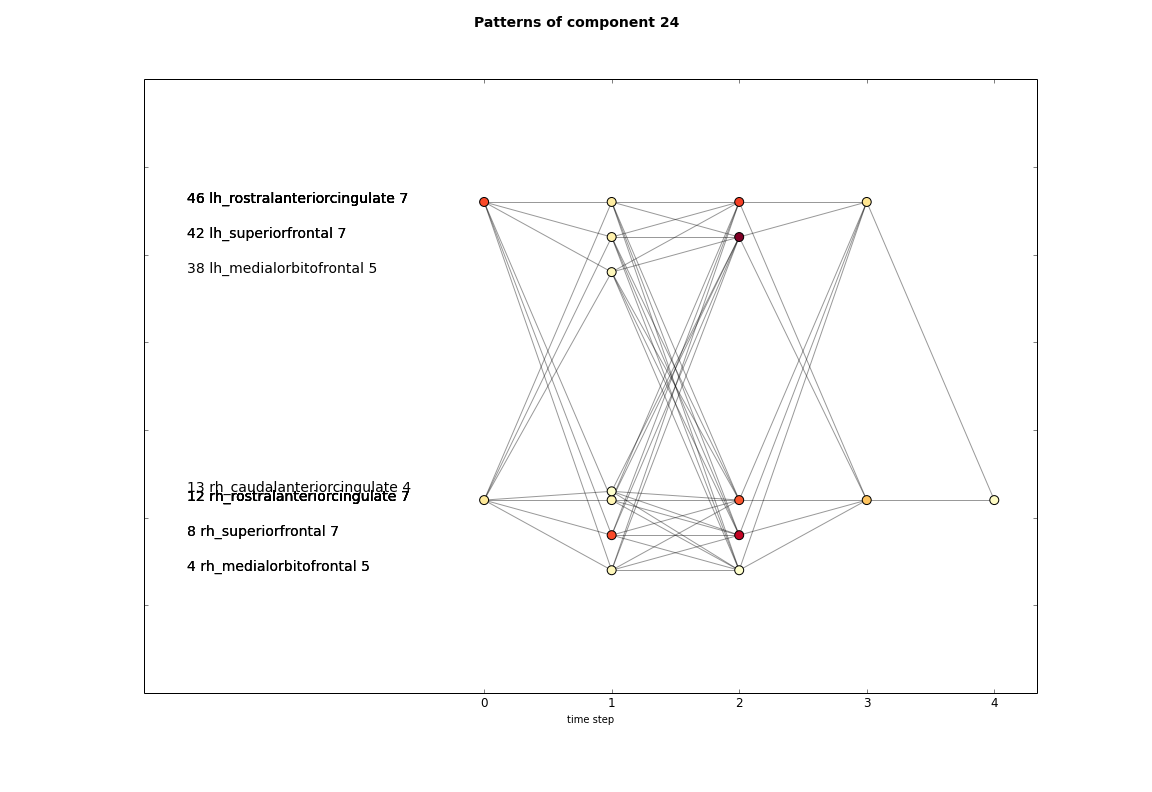 Patterns of component 24
46 lh_rostralanteriorcingulate 7
42 lh_superiorfrontal 7
38 lh_medialorbitofrontal 5
13 rh_caudalanteriorcingulate 4
12 rh_rostralanteriorcingulate 7
8 rh_superiorfrontal 7
4 rh_medialorbitofrontal 5
0 1 2 3 4
time step